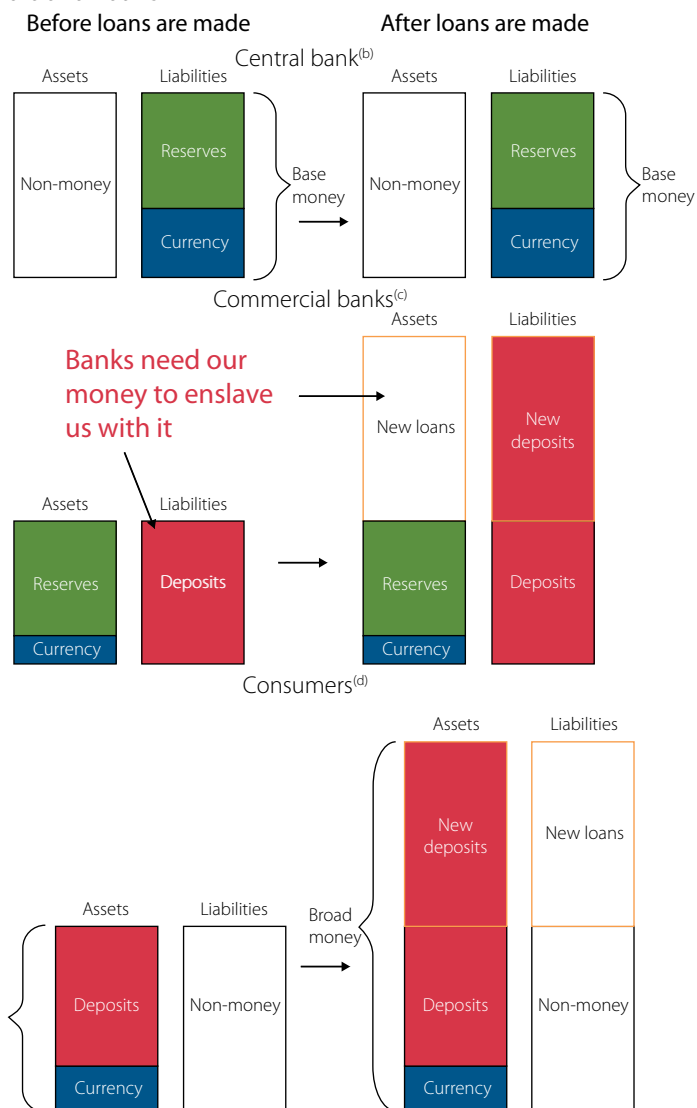 Before loans are made
After loans are made
Central bank(b)
Assets
Liabilities
Assets
Liabilities
Non-money
Reserves
Currency
Base
money
Non-money
Reserves
Currency
Base
money
Commercial banks(c)
Assets
Liabilities
Banks need our
money to enslave
us with it
New loans
New
deposits
Assets
Liabilities
Reserves
Currency
Deposits
Reserves
Currency
Deposits
Consumers(d)
Assets
Liabilities
New
deposits
New loans
Assets
Liabilities
Broad
money
Deposits
Currency
Non-money
Deposits
Currency
Non-money